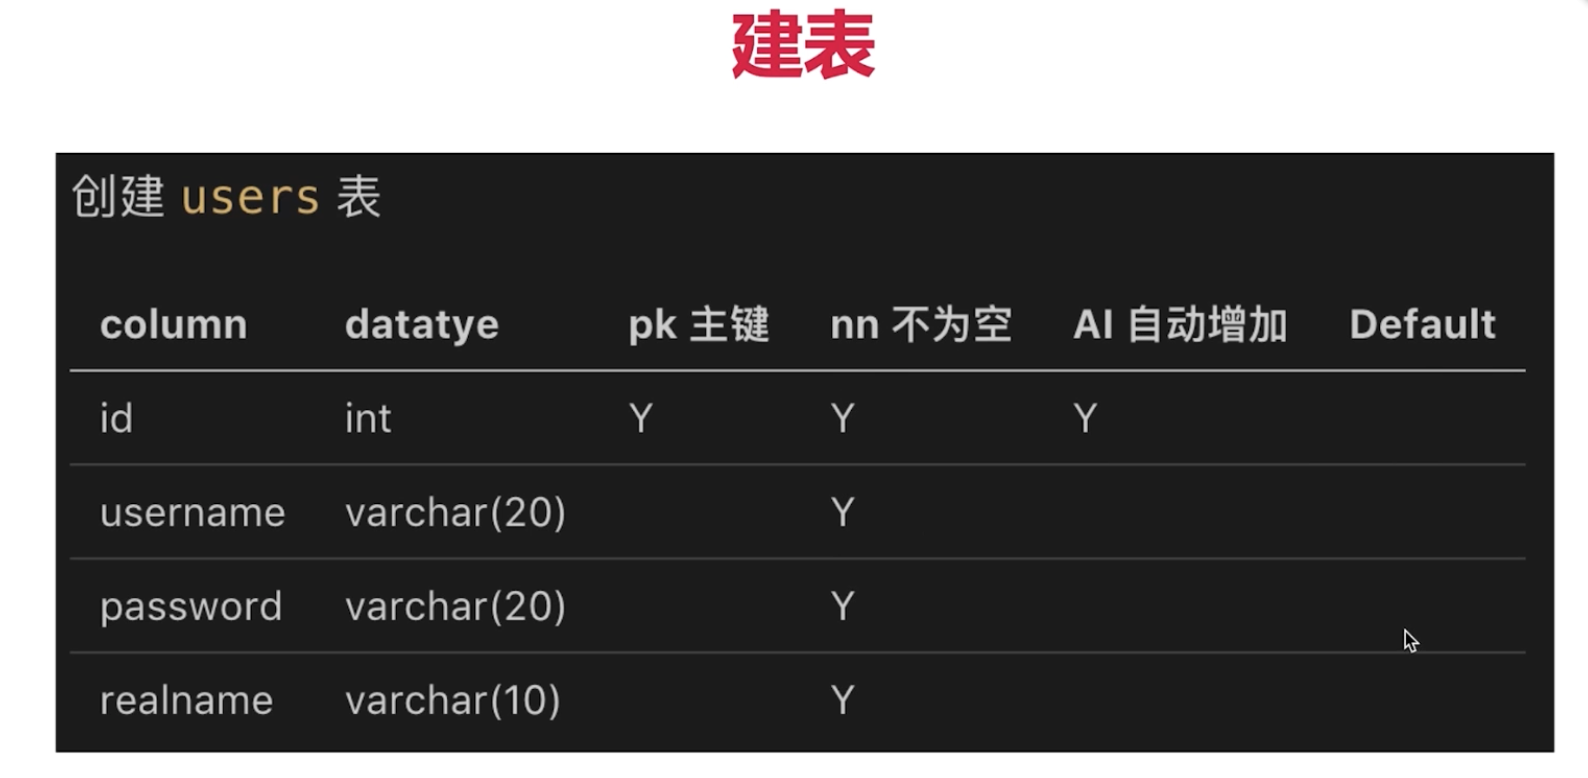 建表
创建 users 表
column datatye pk 主键 nn 不为空 AI 自动增加 Default
id int Y Y Y
username varchar(20) Y
password varchar(20) Y
realname varchar(10) Y